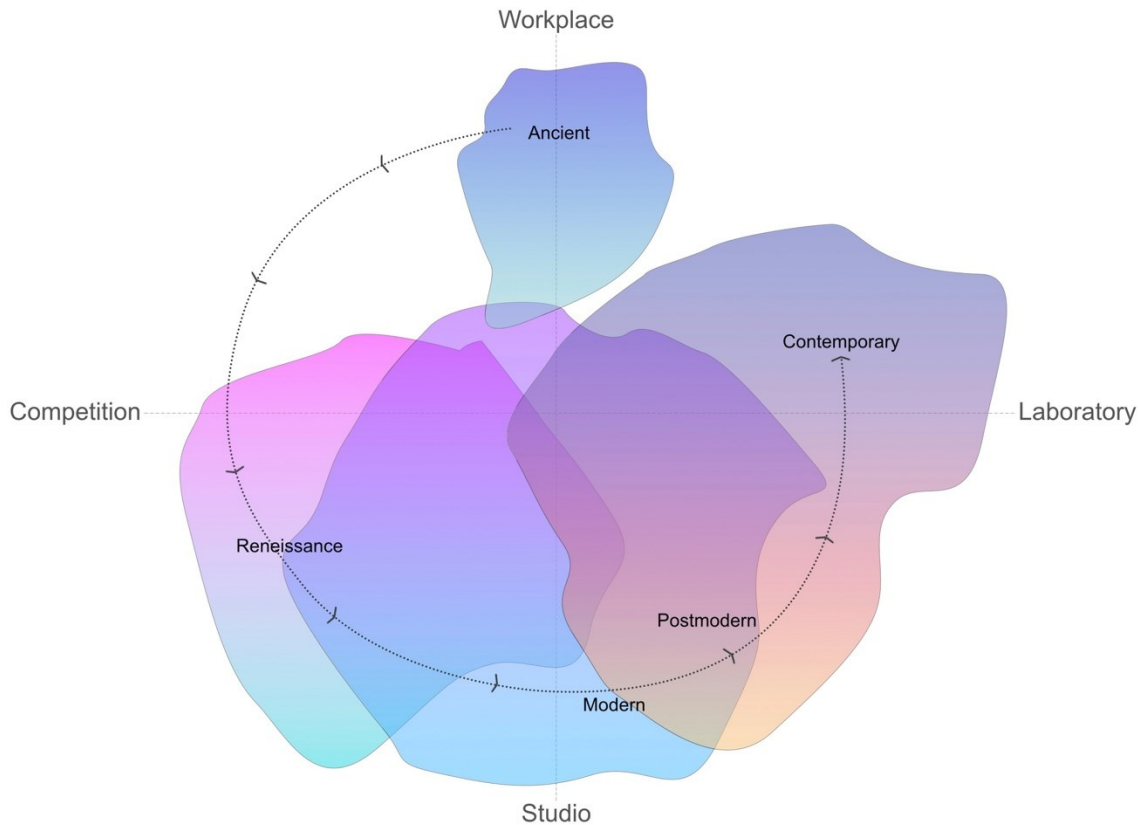 Workplace
Ancient
Contemporary
Competition
Laboratory
Reneissance
Postmodern
Modern
Studio